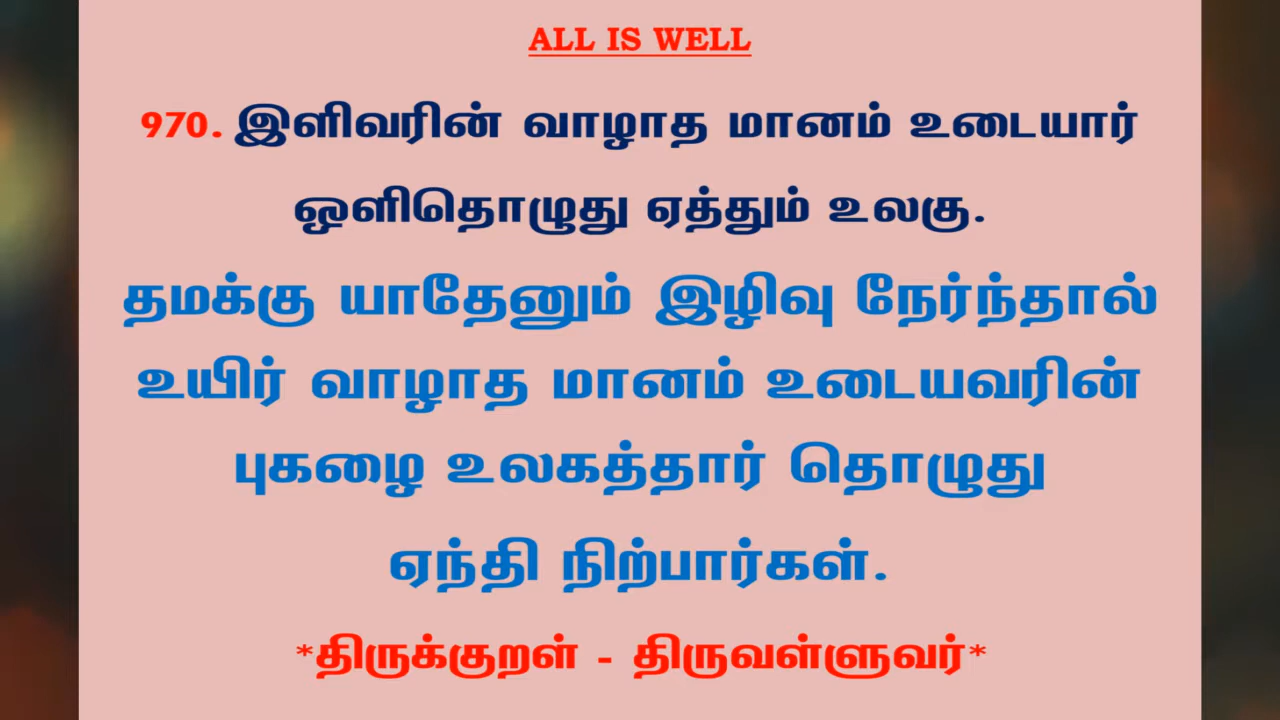 ALL IS WELL
970. இளிவரின் வாழாத மானம் உடையார்
ஒளிதொழுது ஏத்தும் உலகு.
தமக்கு யாதேனும் இழிவு நேர்ந்தால்
உயிர் வாழாத மானம் உடையவரின்
புகழை உலகத்தார் தொழுது
ஏந்தி நிற்பார்கள்.
*திருக்குறள் - திருவள்ளுவர்*